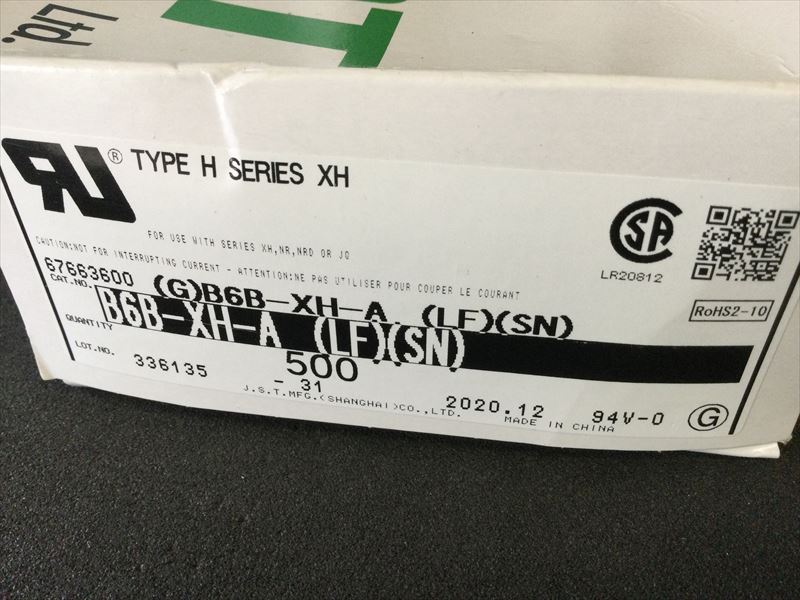 Ltd.
ST
RU ® TYPE H SERIES XH
FOR USE WITH SERIES XH,NR,NRD OR JQ
CAUTION:NOT FOR INTERRUPTING CURRENT - ATTENTION:NE PAS UTILISER POUR COUPER LE COURANT
SA
LR20812
67663600 (G)B6B-XH-A (LF)(SN)
RoHS2-10
CAT.NO. B6B-XH-A (LF)(SN)
QUANTITY 500
LOT.NO. 336135 - 31 2020.12 94V-0 G
J.S.T.MFG.(SHANGHAI)CO.,LTD. MADE IN CHINA